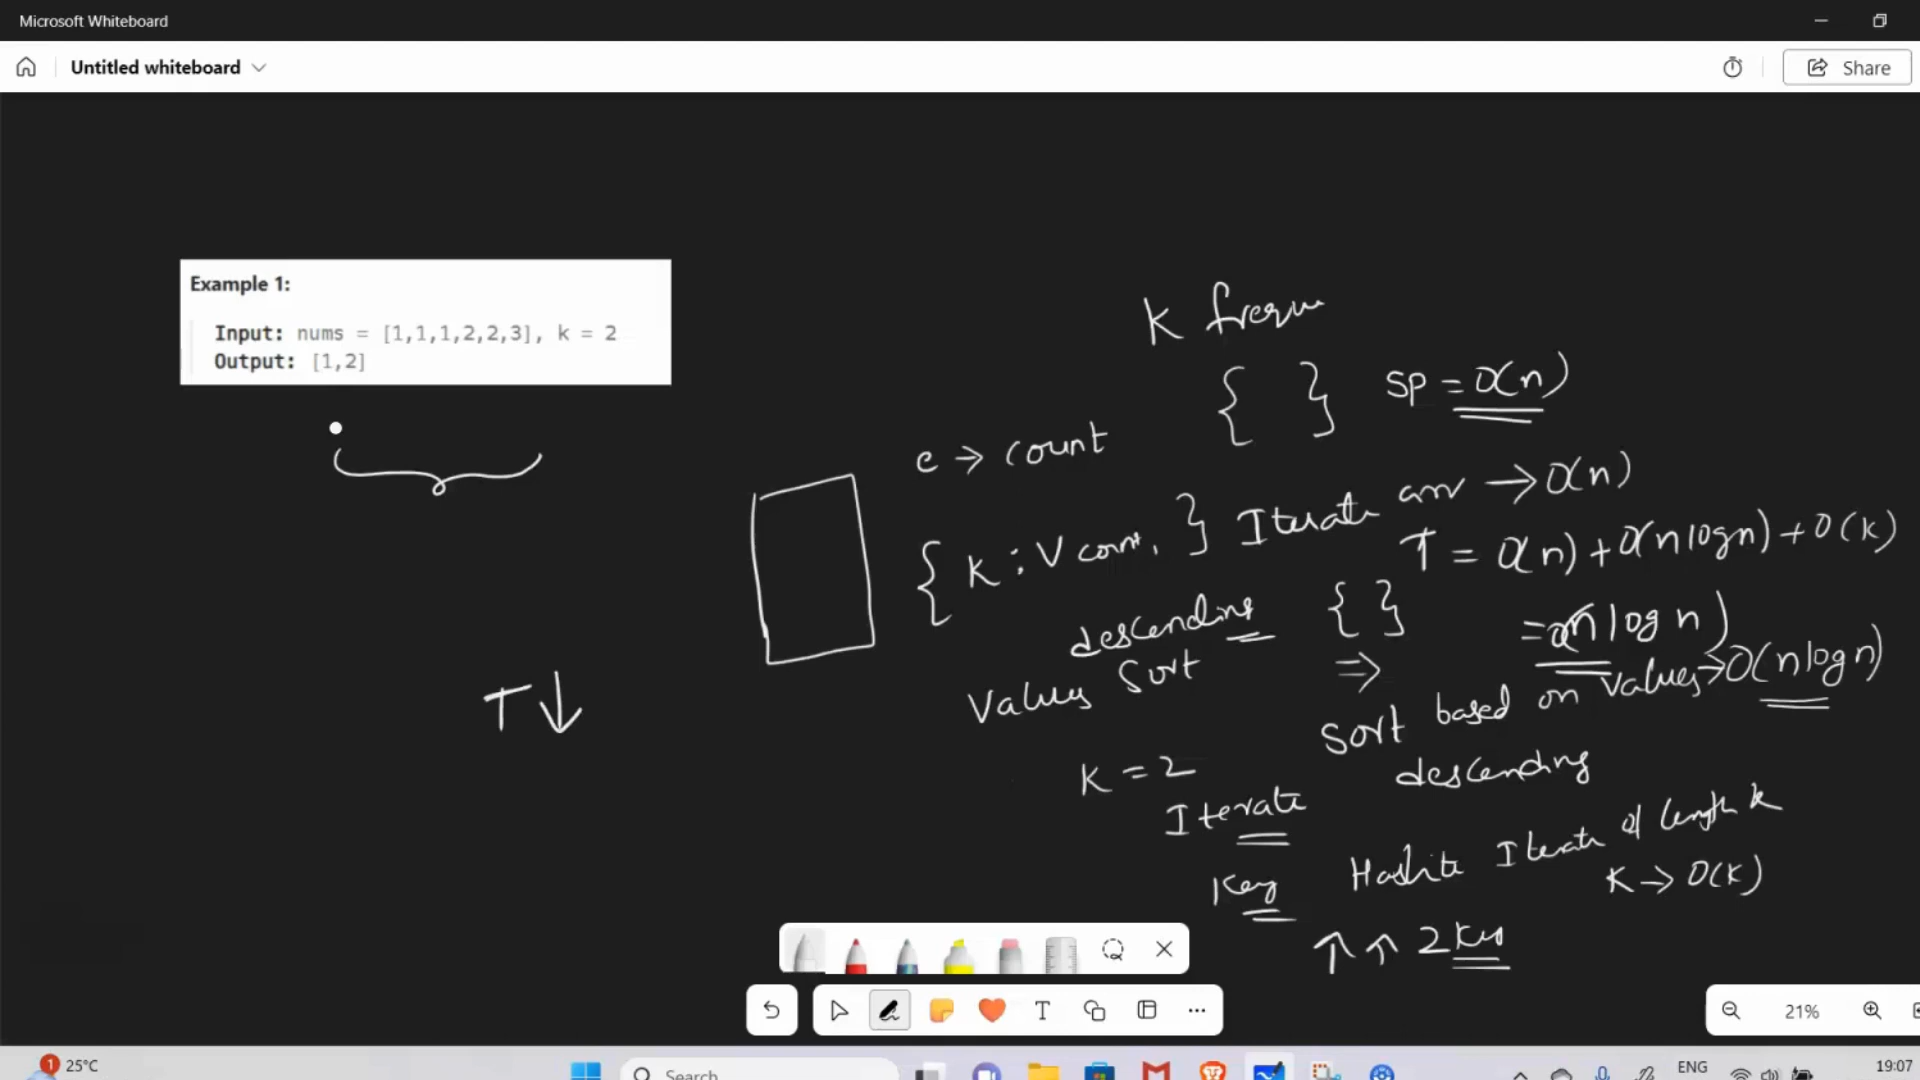 Microsoft Whiteboard
Untitled whiteboard
Share
Example 1:
Input: nums = [1,1,1,2,2,3], k = 2
Output: [1,2]
K frequ
{ } SP = O(n)
e → count
{ K : V count, } Iterate arr → O(n)
T = O(n) + O(n log n) + O(k)
= O(n log n)
descending { }
Values Sort ⇒
Sort based on Values → O(n log n)
descending
T ↓
K = 2
Iterate
Iterate of length k
K → O(k)
Key
↑ ↑ 2 Keys
21%
1
25°C
Search
ENG
19:07